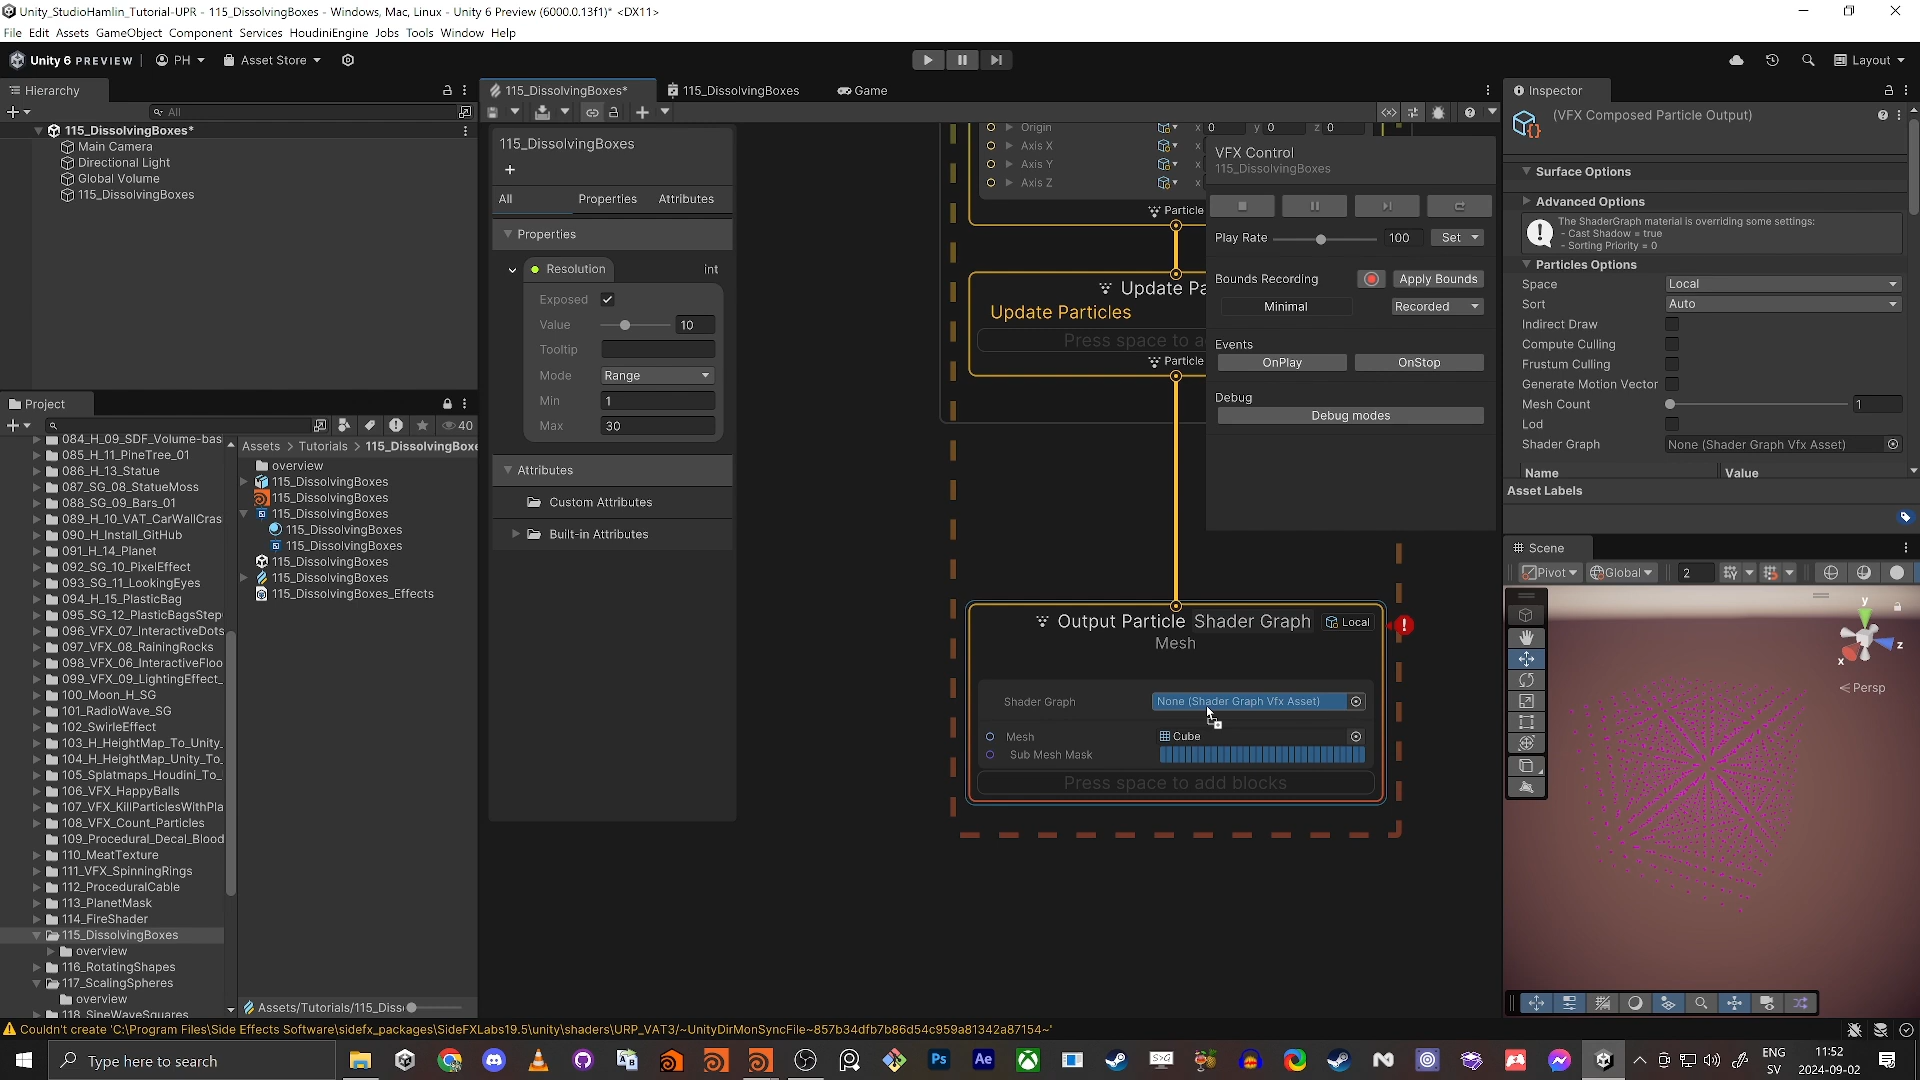 Unity_StudioHamlin_Tutorial-UPR - 115_DissolvingBoxes - Windows, Mac, Linux - Unity 6 Preview (6000.0.13f1)* <DX11>
File Edit Assets GameObject Component Services HoudiniEngine Jobs Tools Window Help
Unity 6 PREVIEW PH Asset Store Layout
Hierarchy
All
115_DissolvingBoxes*
Main Camera
Directional Light
Global Volume
115_DissolvingBoxes
Project
40
084_H_09_SDF_Volume-bas
085_H_11_PineTree_01
086_H_13_Statue
087_SG_08_StatueMoss
088_SG_09_Bars_01
089_H_10_VAT_CarWallCras
090_H_Install_GitHub
091_H_14_Planet
092_SG_10_PixelEffect
093_SG_11_LookingEyes
094_H_15_PlasticBag
095_SG_12_PlasticBagsStep
096_VFX_07_InteractiveDots
097_VFX_08_RainingRocks
098_VFX_06_InteractiveFloo
099_VFX_09_LightingEffect_
100_Moon_H_SG
101_RadioWave_SG
102_SwirleEffect
103_H_HeightMap_To_Unity_
104_H_HeightMap_Unity_To_
105_Splatmaps_Houdini_To_
106_VFX_HappyBalls
107_VFX_KillParticlesWithPla
108_VFX_Count_Particles
109_Procedural_Decal_Blood
110_MeatTexture
111_VFX_SpinningRings
112_ProceduralCable
113_PlanetMask
114_FireShader
115_DissolvingBoxes
overview
116_RotatingShapes
117_ScalingSpheres
overview
118_SineWaveSquares
Assets > Tutorials > 115_DissolvingBoxe
overview
115_DissolvingBoxes
115_DissolvingBoxes
115_DissolvingBoxes
115_DissolvingBoxes
115_DissolvingBoxes
115_DissolvingBoxes
115_DissolvingBoxes
115_DissolvingBoxes_Effects
Assets/Tutorials/115_Diss
115_DissolvingBoxes* 115_DissolvingBoxes Game
115_DissolvingBoxes
+
All Properties Attributes
Properties
Resolution int
Exposed
Value 10
Tooltip
Mode Range
Min 1
Max 30
Attributes
Custom Attributes
Built-in Attributes
Origin x 0 y 0 z 0
Axis X x
Axis Y x
Axis Z x
Particle
Update Pa
Update Particles
Press space to a
Particle
Output Particle Shader Graph Local
Mesh
Shader Graph None (Shader Graph Vfx Asset)
Mesh Cube
Sub Mesh Mask
Press space to add blocks
VFX Control
115_DissolvingBoxes
Play Rate 100 Set
Bounds Recording Apply Bounds
Minimal Recorded
Events
OnPlay OnStop
Debug
Debug modes
Inspector
(VFX Composed Particle Output)
Surface Options
Advanced Options
The ShaderGraph material is overriding some settings:
- Cast Shadow = true
- Sorting Priority = 0
Particles Options
Space Local
Sort Auto
Indirect Draw
Compute Culling
Frustum Culling
Generate Motion Vector
Mesh Count 1
Lod
Shader Graph None (Shader Graph Vfx Asset)
Name Value
Asset Labels
Scene
Pivot Global 2
y
z
x
Persp
Couldn't create 'C:\Program Files\Side Effects Software\sidefx_packages\SideFXLabs19.5\unity\shaders\URP_VAT3/~UnityDirMonSyncFile~857b34dfb7b86d54c959a81342a87154~'
Type here to search
Ps Ae
ENG
SV
11:52
2024-09-02